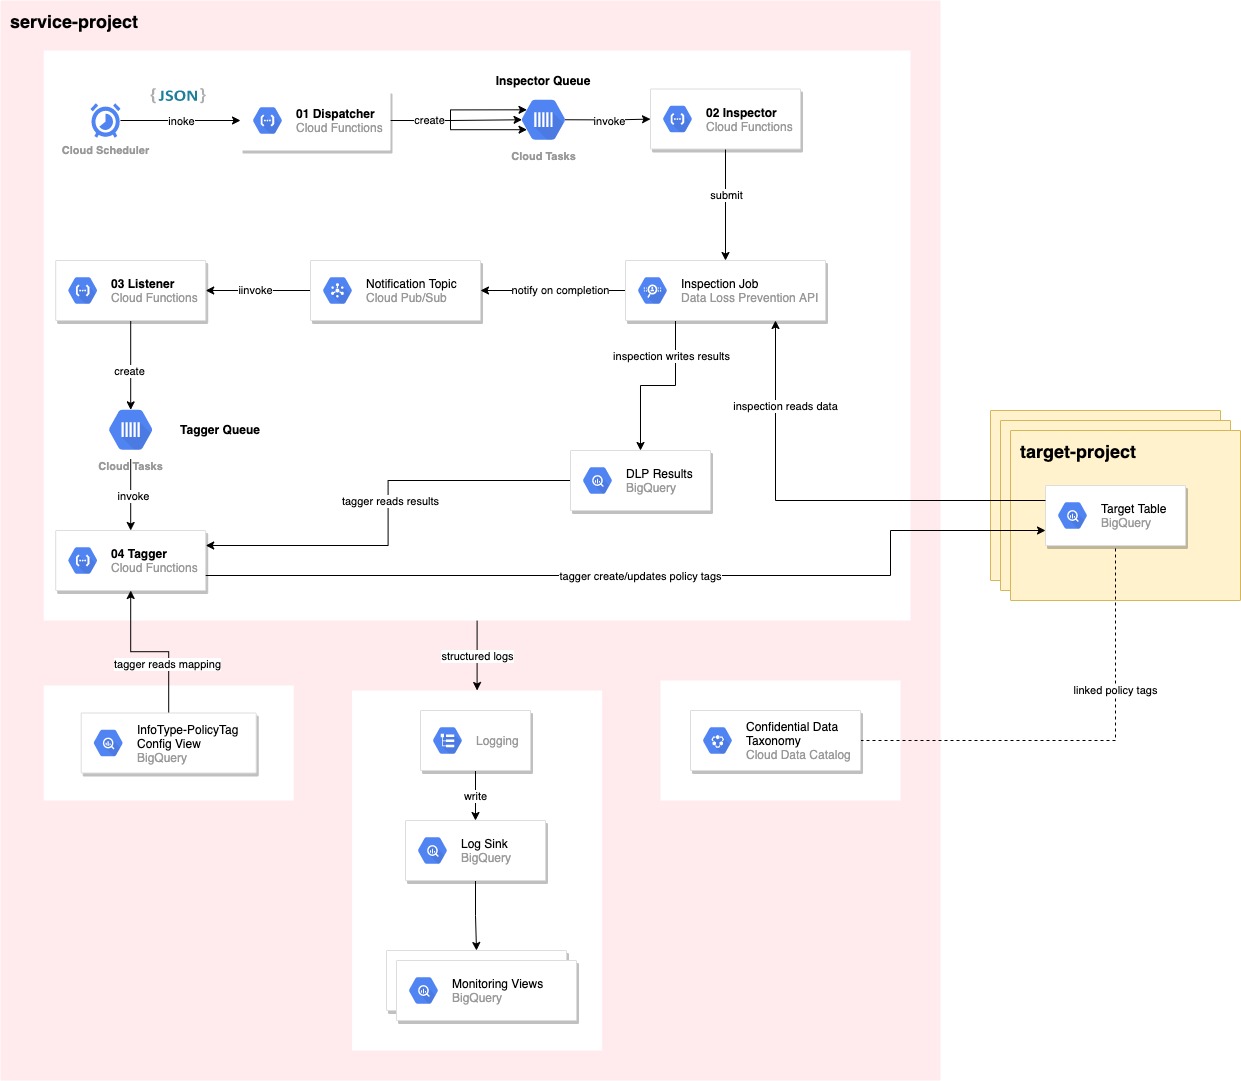 service-project
{JSON}
Inspector Queue
inoke
01 Dispatcher
Cloud Functions
create
invoke
02 Inspector
Cloud Functions
Cloud Scheduler
Cloud Tasks
submit
03 Listener
Cloud Functions
iinvoke
Notification Topic
Cloud Pub/Sub
notify on completion
Inspection Job
Data Loss Prevention API
inspection writes results
create
inspection reads data
Tagger Queue
Cloud Tasks
target-project
DLP Results
BigQuery
invoke
tagger reads results
Target Table
BigQuery
04 Tagger
Cloud Functions
tagger create/updates policy tags
tagger reads mapping
structured logs
linked policy tags
InfoType-PolicyTag
Config View
BigQuery
Logging
Confidential Data
Taxonomy
Cloud Data Catalog
write
Log Sink
BigQuery
Monitoring Views
BigQuery